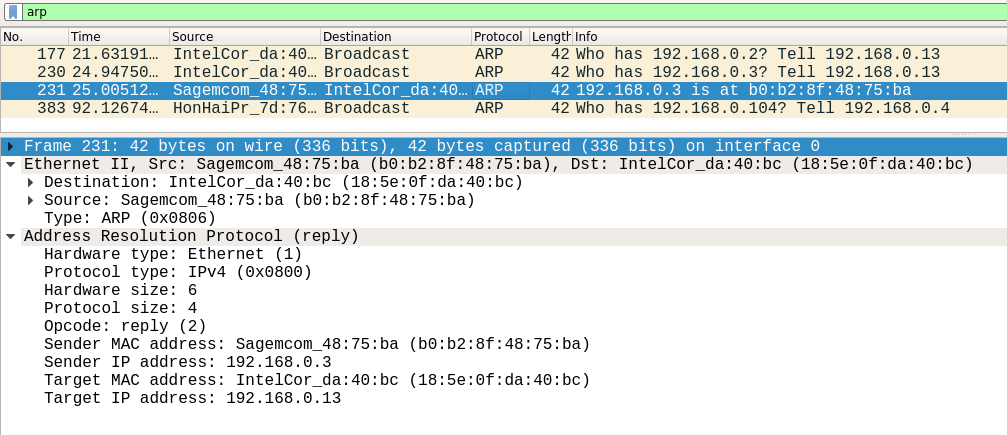 arp
No. Time Source Destination Protocol Length Info
177 21.63191… IntelCor_da:40… Broadcast ARP 42 Who has 192.168.0.2? Tell 192.168.0.13
230 24.94750… IntelCor_da:40… Broadcast ARP 42 Who has 192.168.0.3? Tell 192.168.0.13
231 25.00512… Sagemcom_48:75… IntelCor_da:40… ARP 42 192.168.0.3 is at b0:b2:8f:48:75:ba
383 92.12674… HonHaiPr_7d:76… Broadcast ARP 42 Who has 192.168.0.104? Tell 192.168.0.4
Frame 231: 42 bytes on wire (336 bits), 42 bytes captured (336 bits) on interface 0
Ethernet II, Src: Sagemcom_48:75:ba (b0:b2:8f:48:75:ba), Dst: IntelCor_da:40:bc (18:5e:0f:da:40:bc)
Destination: IntelCor_da:40:bc (18:5e:0f:da:40:bc)
Source: Sagemcom_48:75:ba (b0:b2:8f:48:75:ba)
Type: ARP (0x0806)
Address Resolution Protocol (reply)
Hardware type: Ethernet (1)
Protocol type: IPv4 (0x0800)
Hardware size: 6
Protocol size: 4
Opcode: reply (2)
Sender MAC address: Sagemcom_48:75:ba (b0:b2:8f:48:75:ba)
Sender IP address: 192.168.0.3
Target MAC address: IntelCor_da:40:bc (18:5e:0f:da:40:bc)
Target IP address: 192.168.0.13